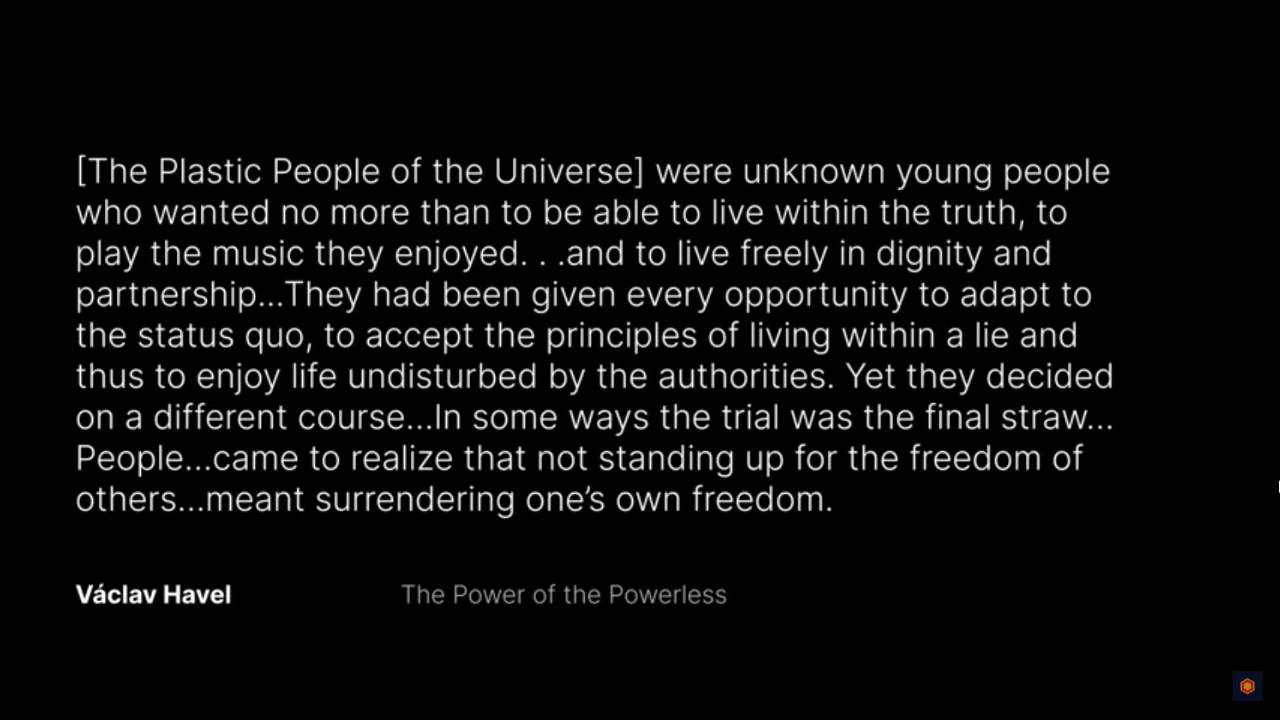 [The Plastic People of the Universe] were unknown young people
who wanted no more than to be able to live within the truth, to
play the music they enjoyed. . .and to live freely in dignity and
partnership...They had been given every opportunity to adapt to
the status quo, to accept the principles of living within a lie and
thus to enjoy life undisturbed by the authorities. Yet they decided
on a different course...In some ways the trial was the final straw...
People...came to realize that not standing up for the freedom of
others...meant surrendering one’s own freedom.
Václav Havel The Power of the Powerless